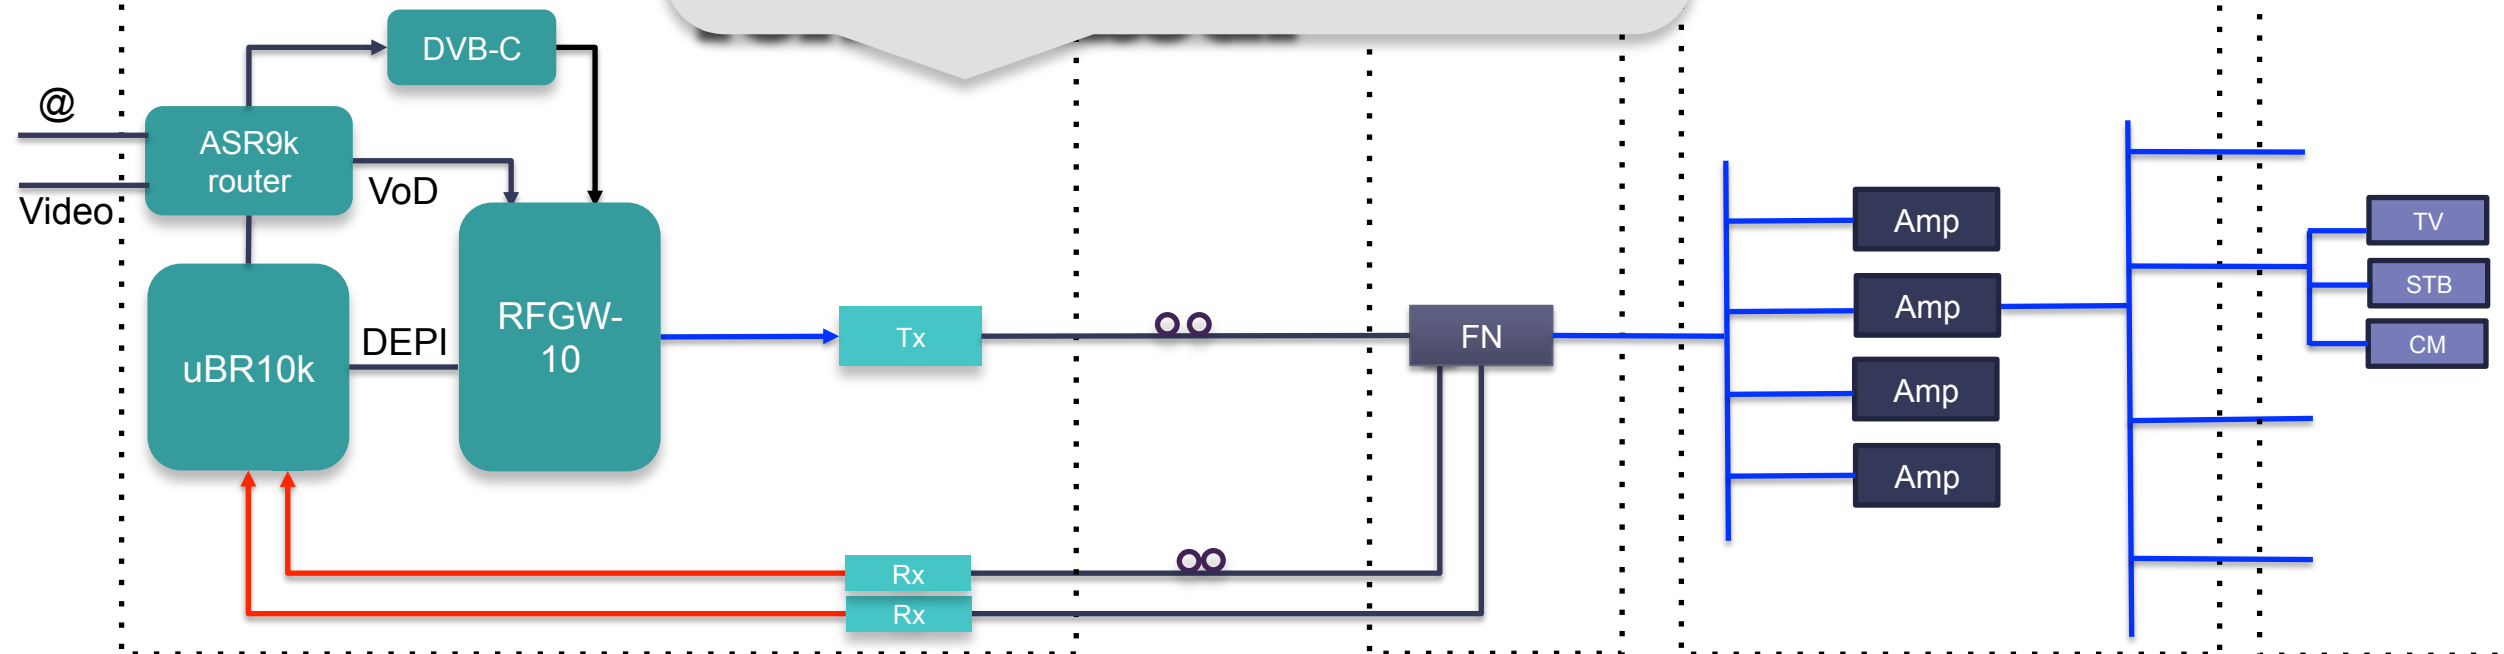 DVB-C
@
ASR9k
router
VoD
Video
RFGW-
10
DEPI
uBR10k
Tx
FN
Amp
Amp
Amp
Amp
TV
STB
CM
Rx
Rx